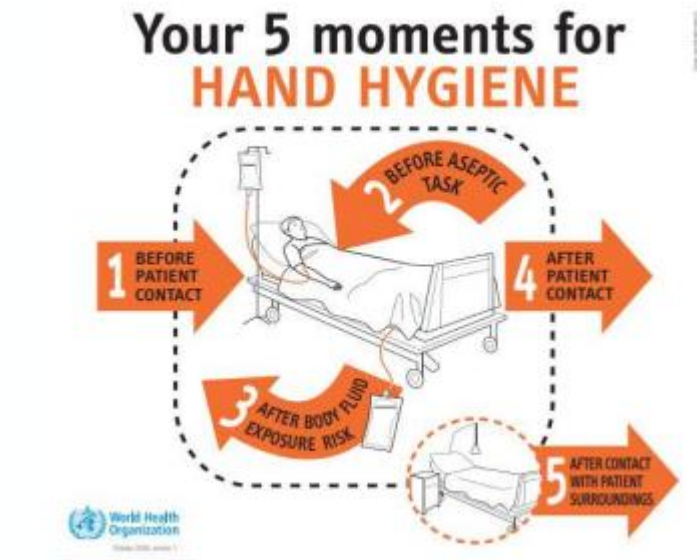 Your 5 moments for
HAND HYGIENE
1 BEFORE
PATIENT
CONTACT
2 BEFORE ASEPTIC
TASK
3 AFTER BODY FLUID
EXPOSURE RISK
4 AFTER
PATIENT
CONTACT
5 AFTER CONTACT
WITH PATIENT
SURROUNDINGS
World Health
Organization